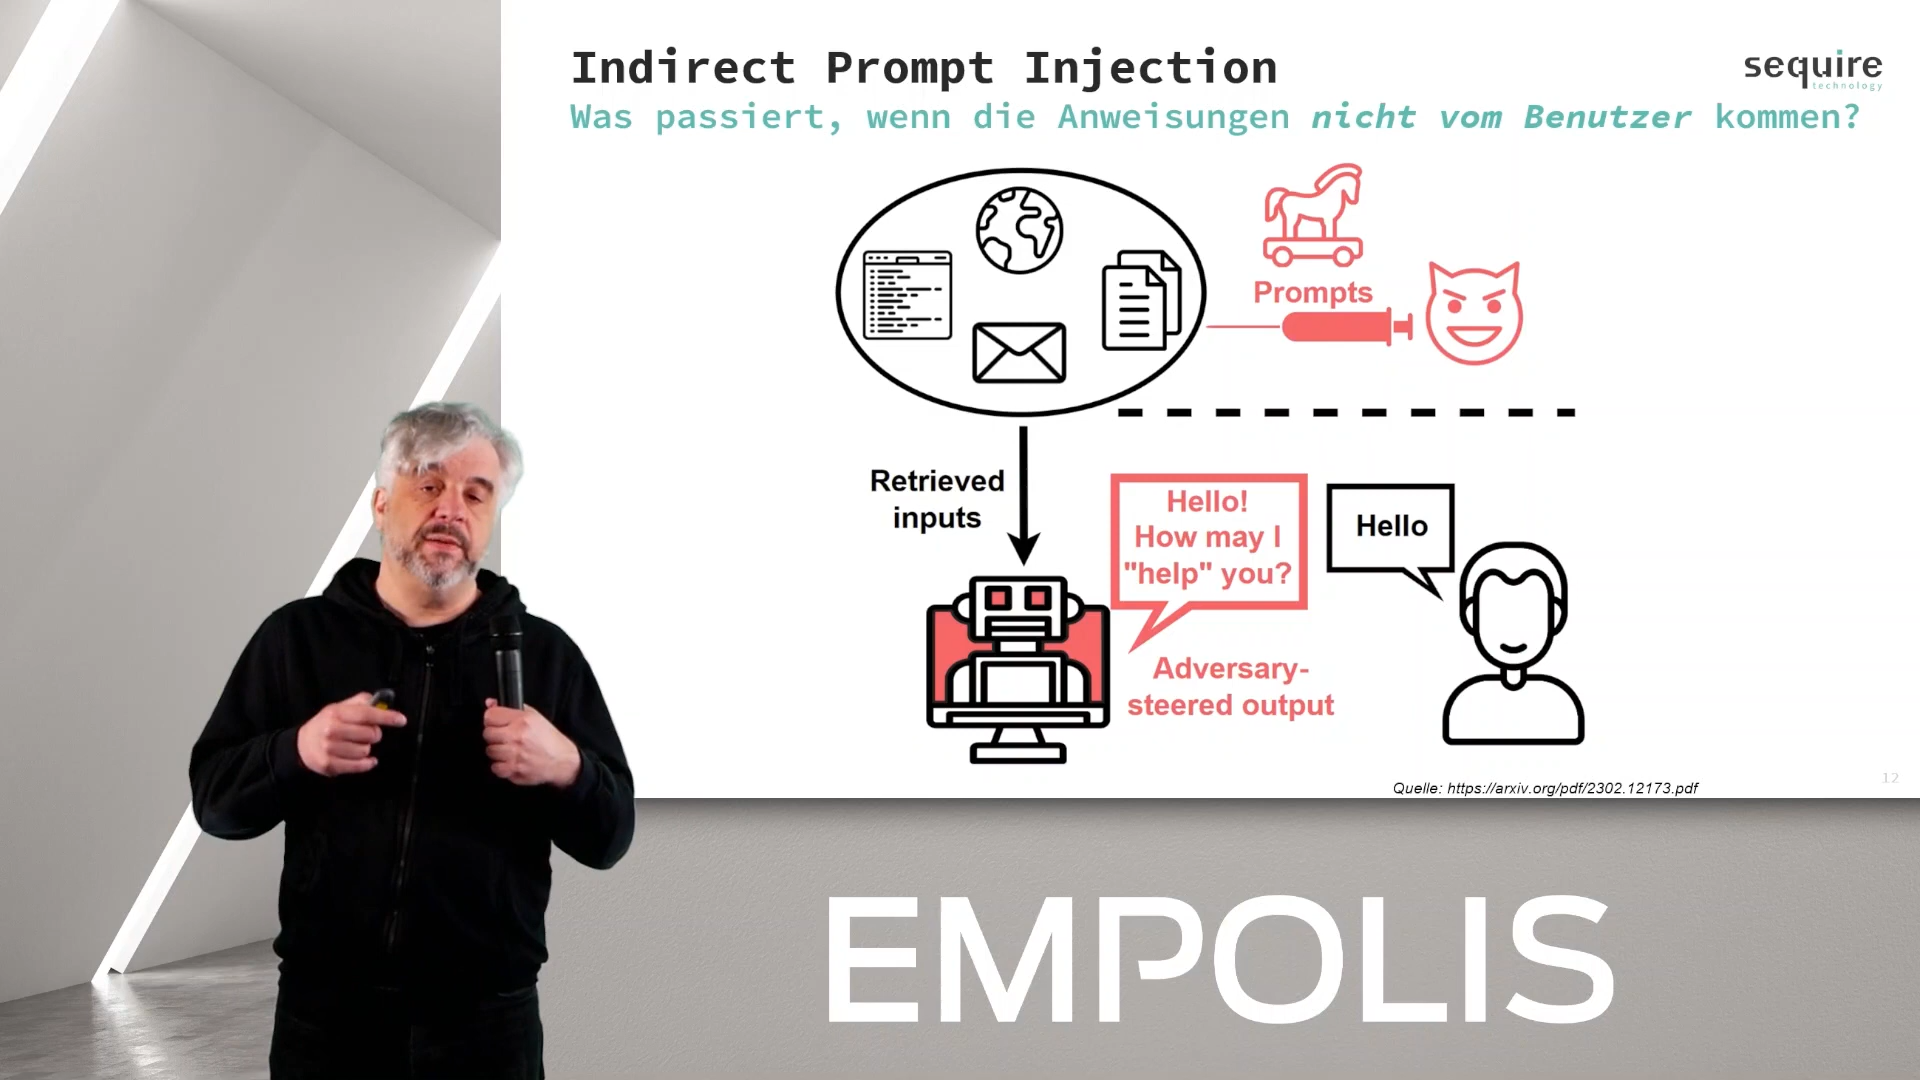 Indirect Prompt Injection
Was passiert, wenn die Anweisungen nicht vom Benutzer kommen?
sequire
technology
Prompts
Retrieved
inputs
Hello!
How may I
"help" you?
Hello
Adversary-
steered output
Quelle: https://arxiv.org/pdf/2302.12173.pdf
12
EMPOLIS